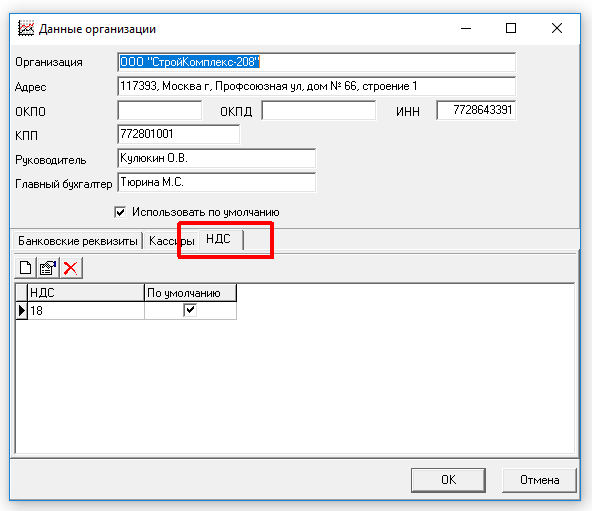 Данные организации
Организация ООО "СтройКомплекс-208"
Адрес 117393, Москва г, Профсоюзная ул, дом № 66, строение 1
ОКПО ОКПД ИНН 7728643391
КПП 772801001
Руководитель Кулюкин О.В.
Главный бухгалтер Тюрина М.С.
Использовать по умолчанию
Банковские реквизиты Кассиры НДС
НДС По умолчанию
18
OK Отмена